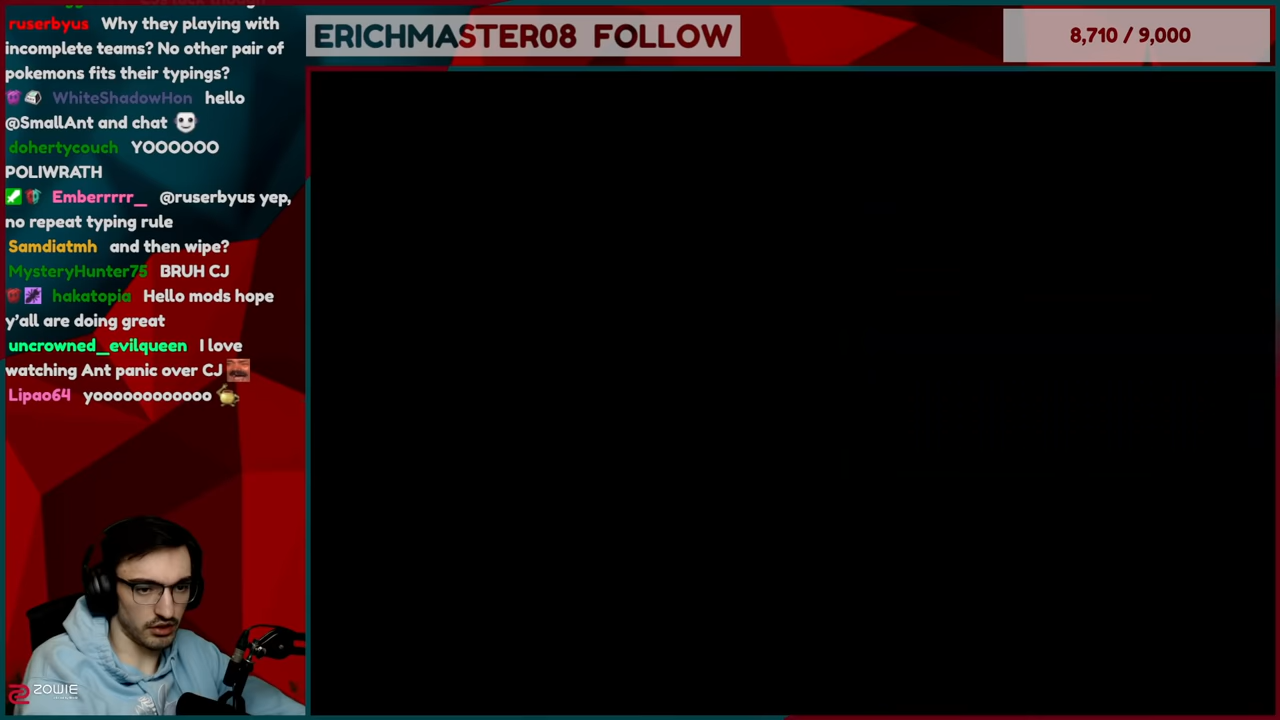 ruserbyus Why they playing with
incomplete teams? No other pair of
pokemons fits their typings?
WhiteShadowHon hello
@SmallAnt and chat
dohertycouch YOOOOOO
POLIWRATH
Emberrrrr_ @ruserbyus yep,
no repeat typing rule
Samdiatmh and then wipe?
MysteryHunter75 BRUH CJ
hakatopia Hello mods hope
y'all are doing great
uncrowned_evilqueen I love
watching Ant panic over CJ
Lipao64 yoooooooooooo
ERICHMASTER08 FOLLOW
8,710 / 9,000
ZOWIE